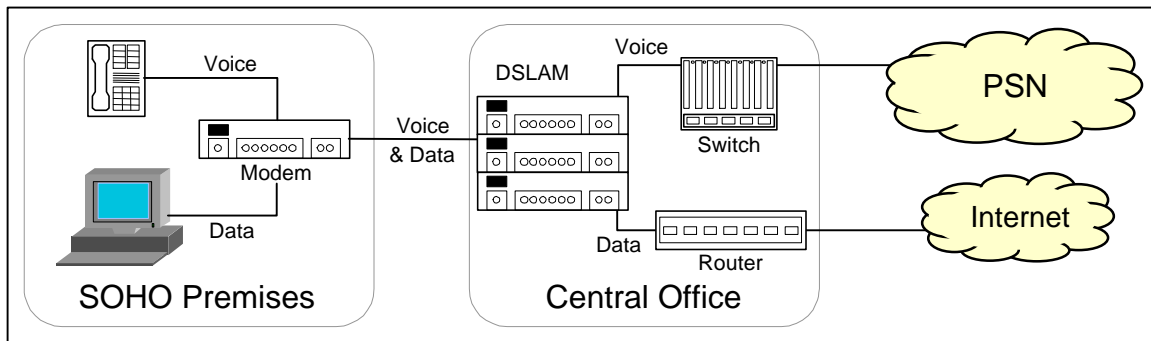 Voice
Modem
Data
SOHO Premises
Voice
& Data
DSLAM
Voice
Switch
Data
Router
Central Office
PSN
Internet